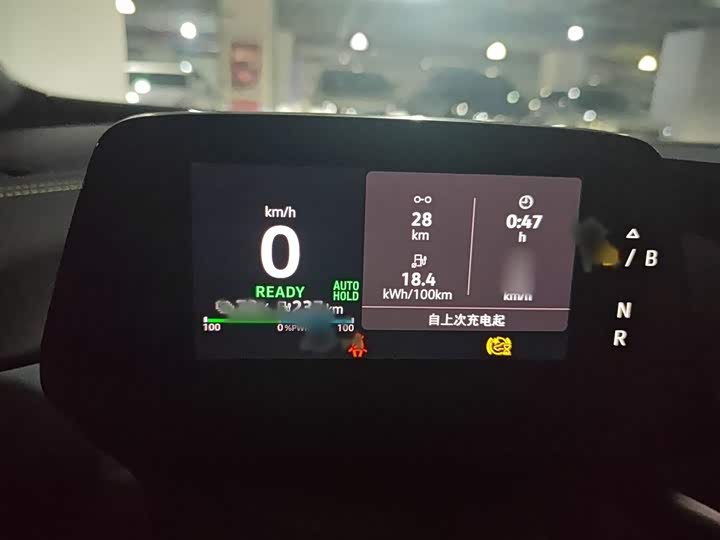 km/h
0
READY
AUTO
HOLD
km
100
0
%PWR
100
28
km
18.4
kWh/100km
0:47
h
km/h
自上次充电起
/ B
N
R